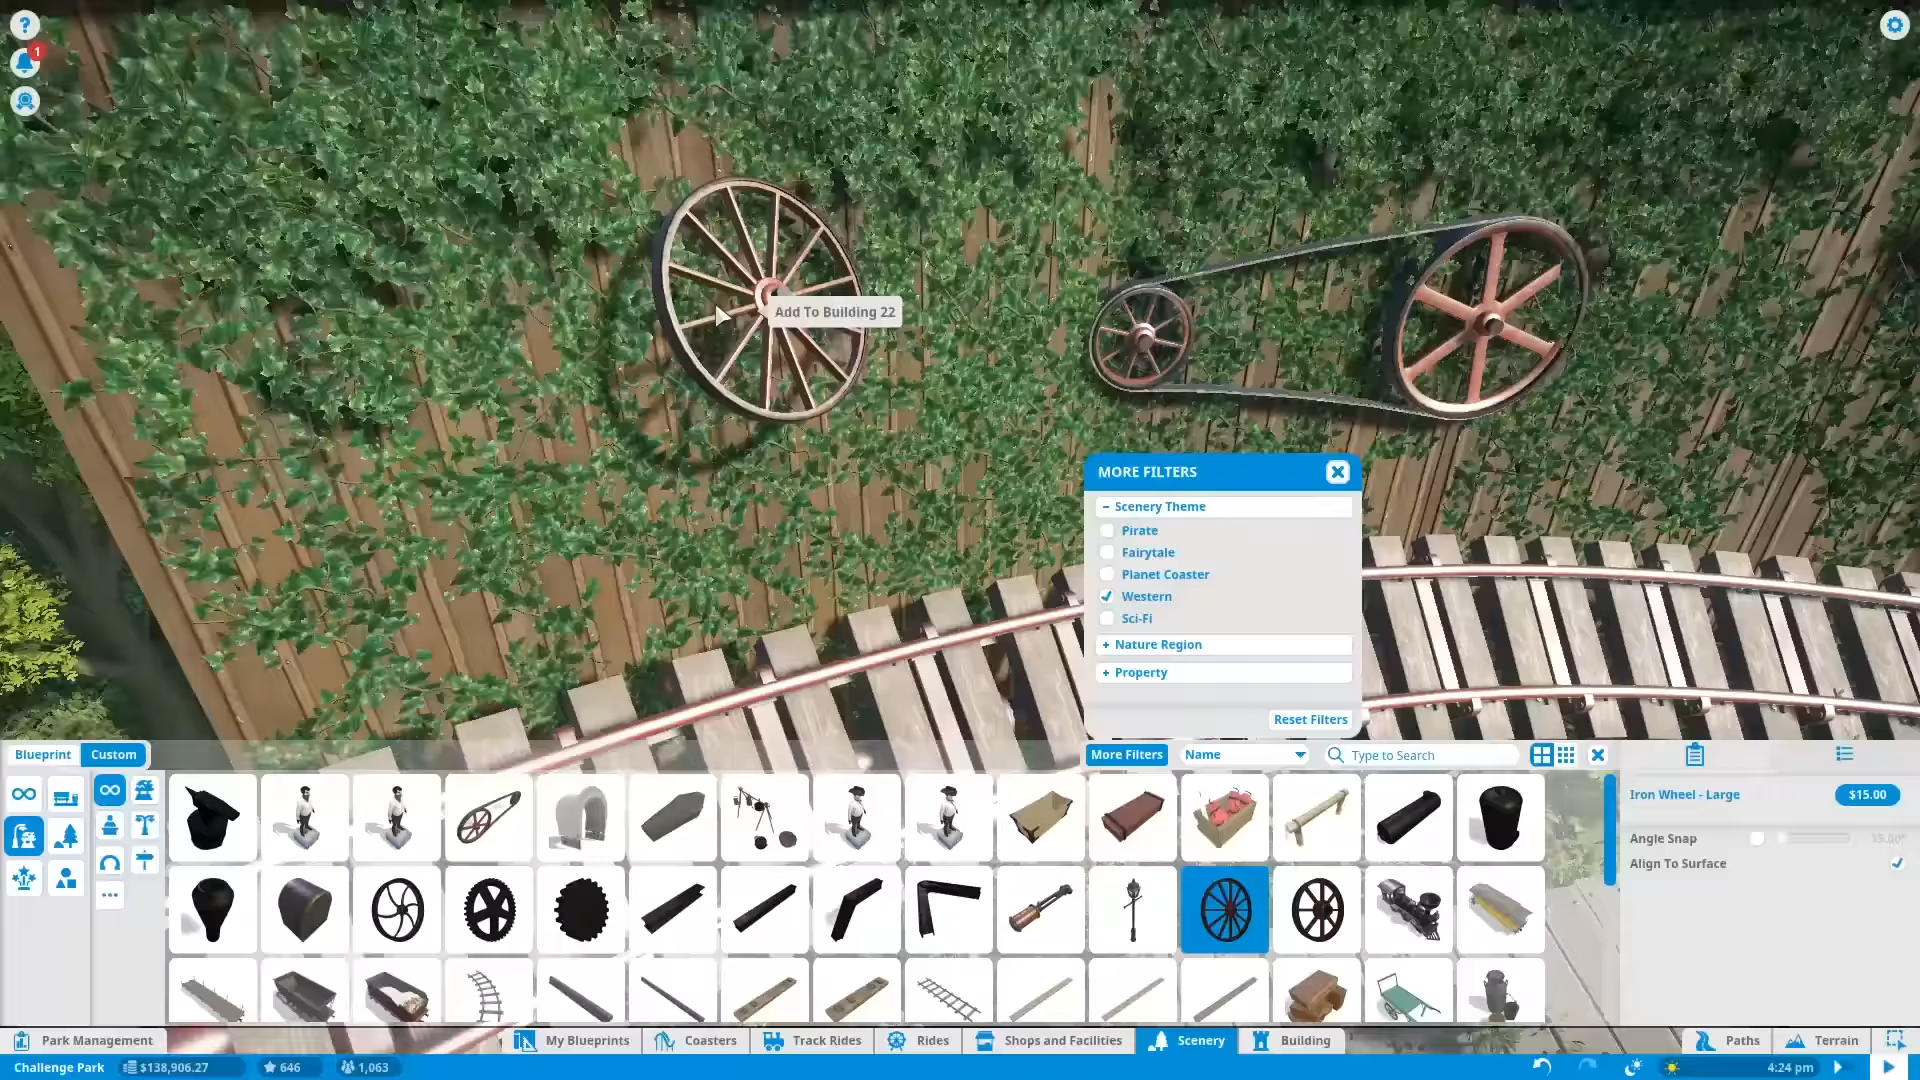 ?
1
Add To Building 22
MORE FILTERS
− Scenery Theme
Pirate
Fairytale
Planet Coaster
Western
Sci-Fi
+ Nature Region
+ Property
Reset Filters
Blueprint Custom
More Filters Name Type to Search
Iron Wheel - Large $15.00
Angle Snap 15.00°
Align To Surface
Park Management My Blueprints Coasters Track Rides Rides Shops and Facilities Scenery Building Paths Terrain
Challenge Park $138,906.27 646 1,063 4:24 pm